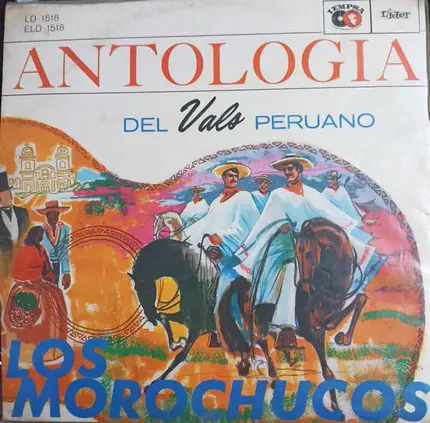 LD-1518
ELD-1518
IEMPSA
Lider
ANTOLOGIA
DEL Vals PERUANO
LOS
MOROCHUCOS